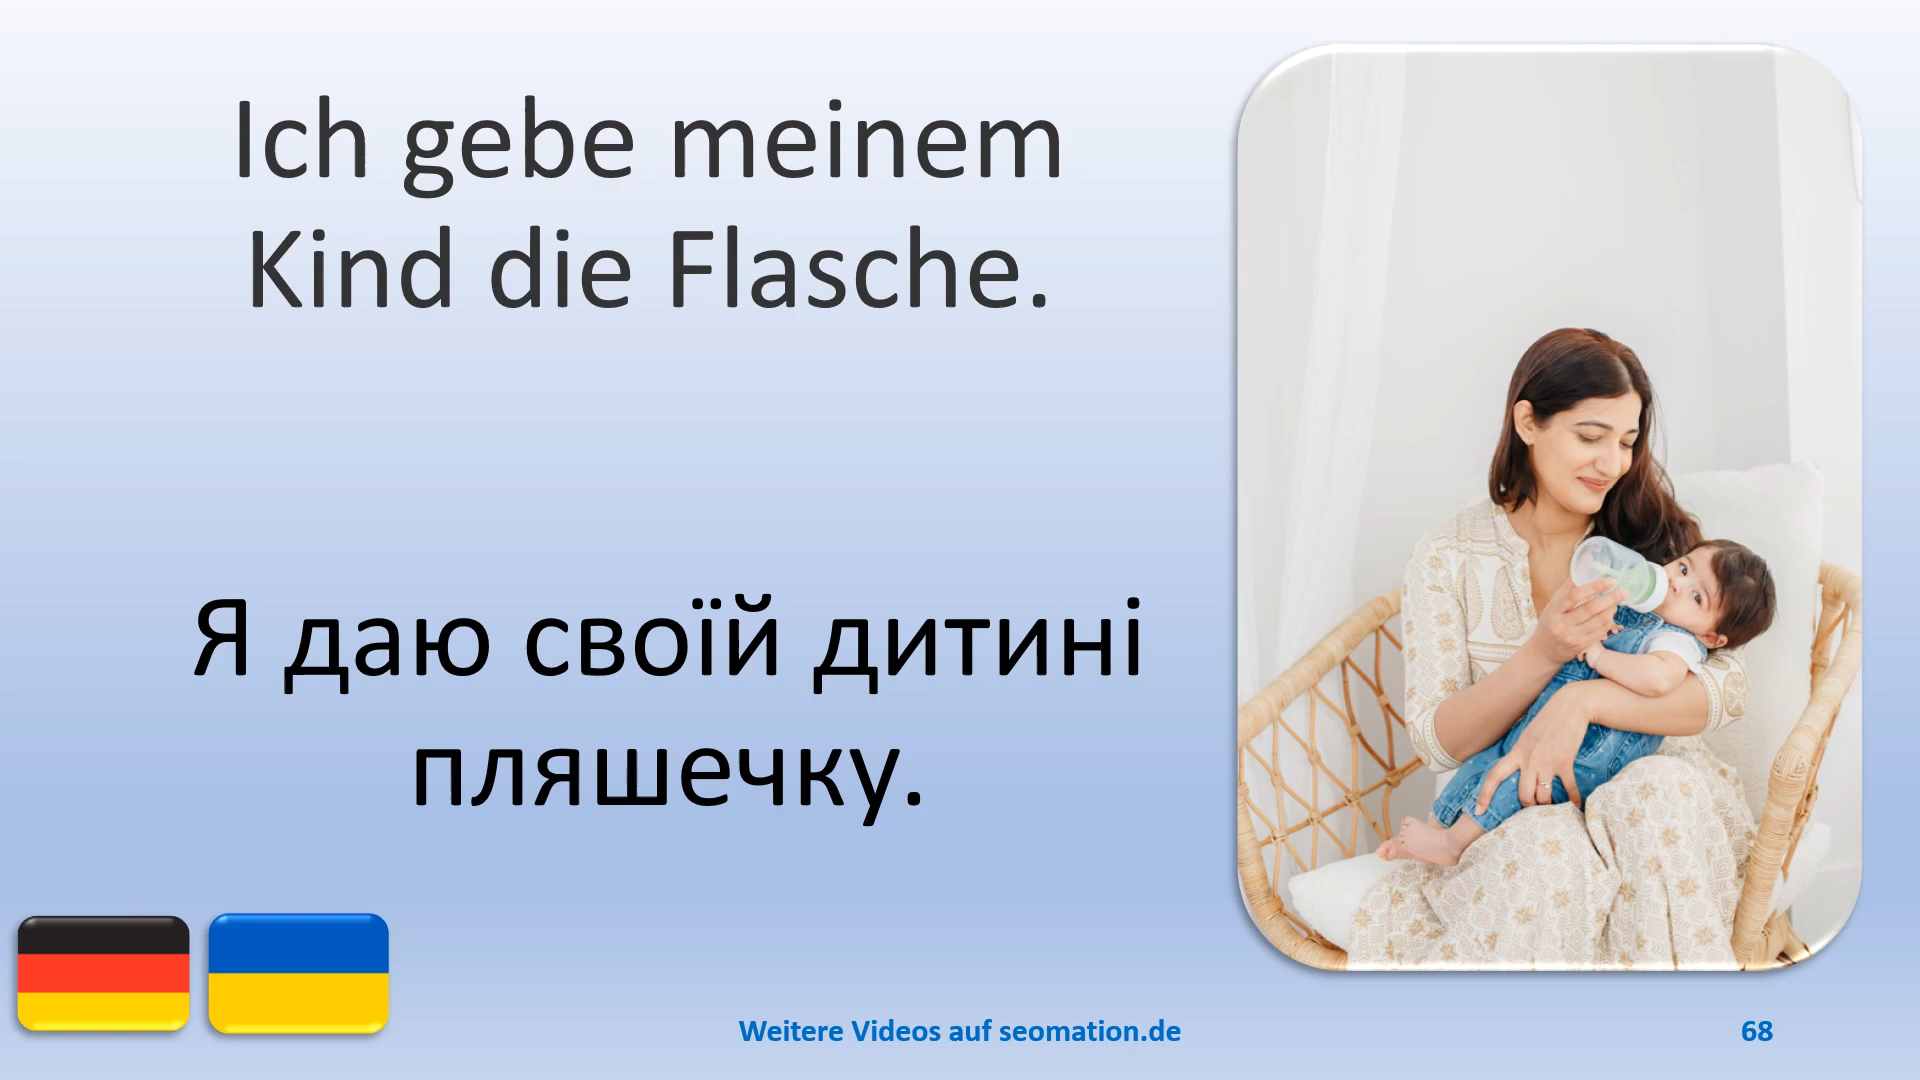 Ich gebe meinem
Kind die Flasche.
Я даю своїй дитині
пляшечку.
Weitere Videos auf seomation.de
68